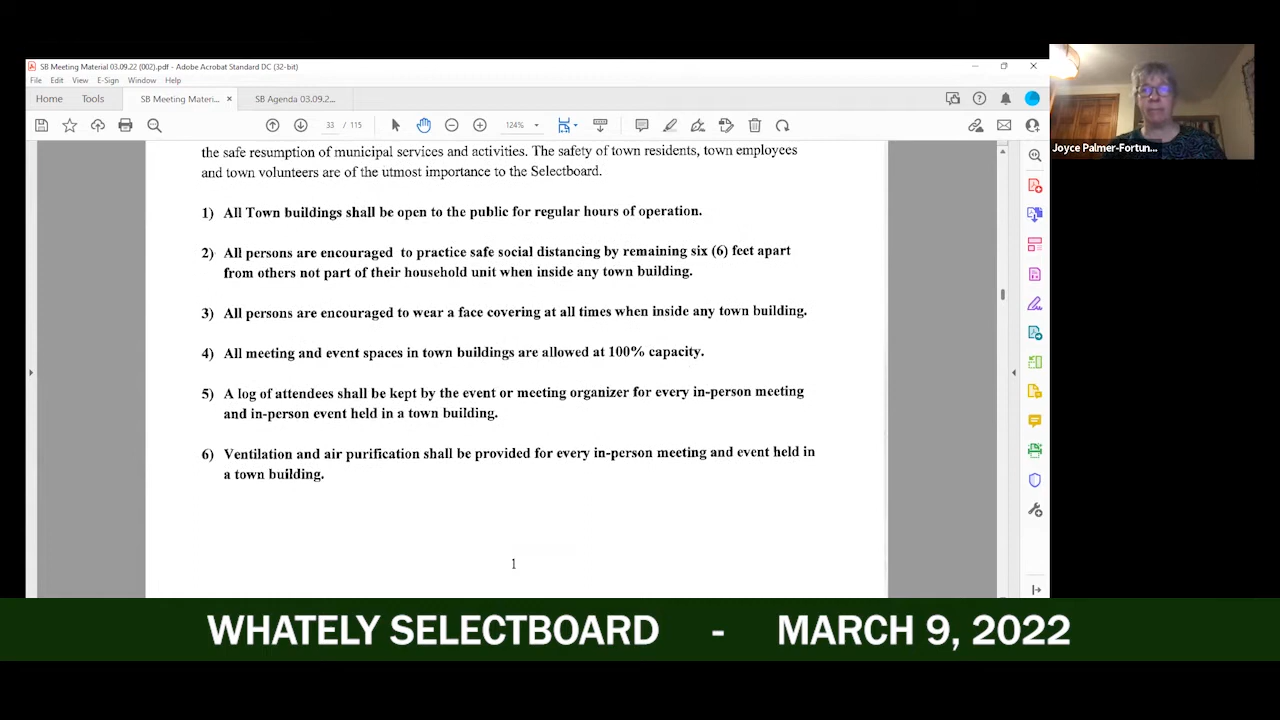 SB Meeting Material 03.09.22 (002).pdf - Adobe Acrobat Standard DC (32-bit)
File Edit View E-Sign Window Help
Home Tools SB Meeting Materi... × SB Agenda 03.09.2...
33 / 115 124%
the safe resumption of municipal services and activities. The safety of town residents, town employees
and town volunteers are of the utmost importance to the Selectboard.
1) All Town buildings shall be open to the public for regular hours of operation.
2) All persons are encouraged to practice safe social distancing by remaining six (6) feet apart
from others not part of their household unit when inside any town building.
3) All persons are encouraged to wear a face covering at all times when inside any town building.
4) All meeting and event spaces in town buildings are allowed at 100% capacity.
5) A log of attendees shall be kept by the event or meeting organizer for every in-person meeting
and in-person event held in a town building.
6) Ventilation and air purification shall be provided for every in-person meeting and event held in
a town building.
1
Joyce Palmer-Fortun...
WHATELY SELECTBOARD - MARCH 9, 2022